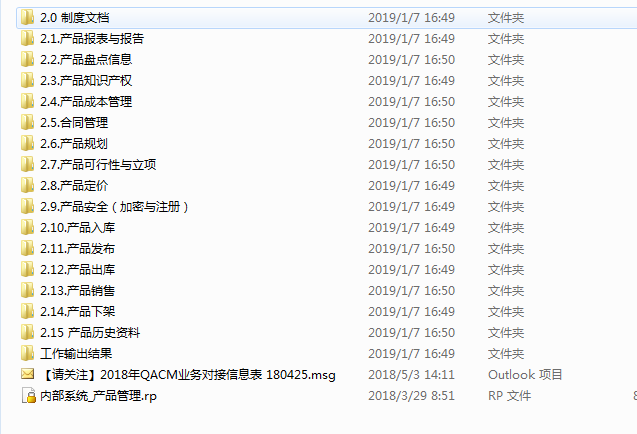 2.0 制度文档 2019/1/7 16:49 文件夹
2.1.产品报表与报告 2019/1/7 16:49 文件夹
2.2.产品盘点信息 2019/1/7 16:50 文件夹
2.3.产品知识产权 2019/1/7 16:49 文件夹
2.4.产品成本管理 2019/1/7 16:50 文件夹
2.5.合同管理 2019/1/7 16:50 文件夹
2.6.产品规划 2019/1/7 16:50 文件夹
2.7.产品可行性与立项 2019/1/7 16:50 文件夹
2.8.产品定价 2019/1/7 16:49 文件夹
2.9.产品安全（加密与注册） 2019/1/7 16:49 文件夹
2.10.产品入库 2019/1/7 16:49 文件夹
2.11.产品发布 2019/1/7 16:50 文件夹
2.12.产品出库 2019/1/7 16:49 文件夹
2.13.产品销售 2019/1/7 16:50 文件夹
2.14.产品下架 2019/1/7 16:49 文件夹
2.15 产品历史资料 2019/1/7 16:50 文件夹
工作输出结果 2019/1/7 16:49 文件夹
【请关注】2018年QACM业务对接信息表 180425.msg 2018/5/3 14:11 Outlook 项目
内部系统_产品管理.rp 2018/3/29 8:51 RP 文件